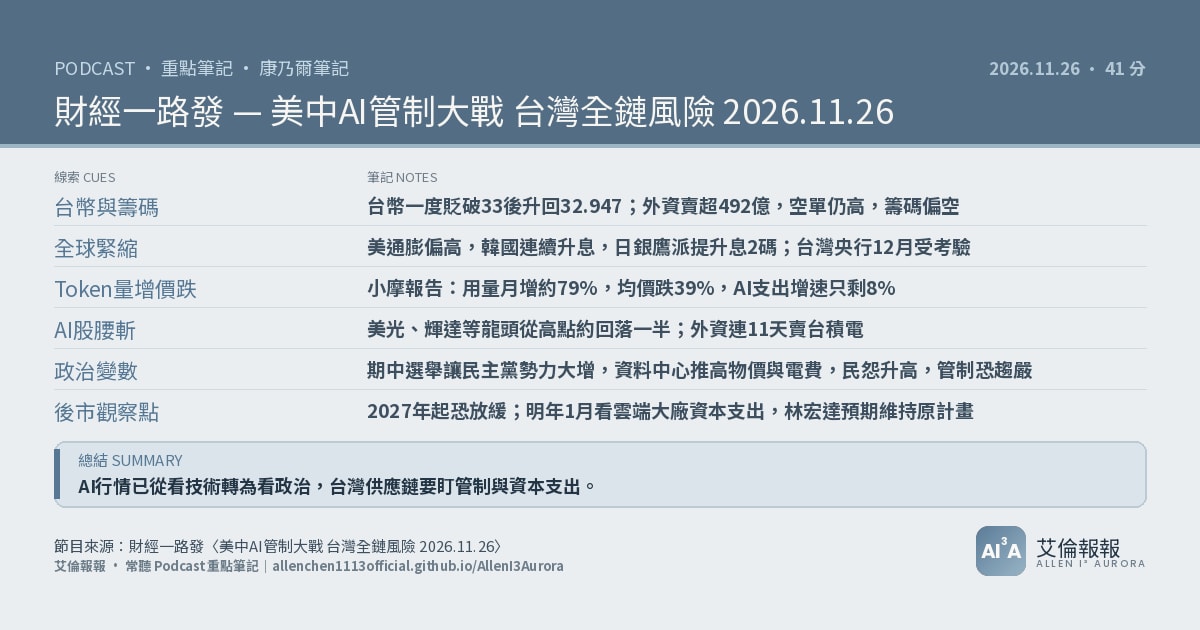 PODCAST • 重點筆記 • 康乃爾筆記
2026.11.26 • 41 分
財經一路發 — 美中AI管制大戰 台灣全鏈風險 2026.11.26
線索 CUES
筆記 NOTES
台幣與籌碼
台幣一度貶破33後升回32.947；外資賣超492億，空單仍高，籌碼偏空
全球緊縮
美通膨偏高，韓國連續升息，日銀鷹派提升息2碼；台灣央行12月受考驗
Token量增價跌
小摩報告：用量月增約79%，均價跌39%，AI支出增速只剩8%
AI股腰斬
美光、輝達等龍頭從高點約回落一半；外資連11天賣台積電
政治變數
期中選舉讓民主黨勢力大增，資料中心推高物價與電費，民怨升高，管制恐趨嚴
後市觀察點
2027年起恐放緩；明年1月看雲端大廠資本支出，林宏達預期維持原計畫
總結 SUMMARY
AI行情已從看技術轉為看政治，台灣供應鏈要盯管制與資本支出。
節目來源：財經一路發〈美中AI管制大戰 台灣全鏈風險 2026.11.26〉
艾倫報報 • 常聽 Podcast 重點筆記｜allenchen1113official.github.io/AllenI3Aurora
AI³A
艾倫報報
ALLEN I³ AURORA